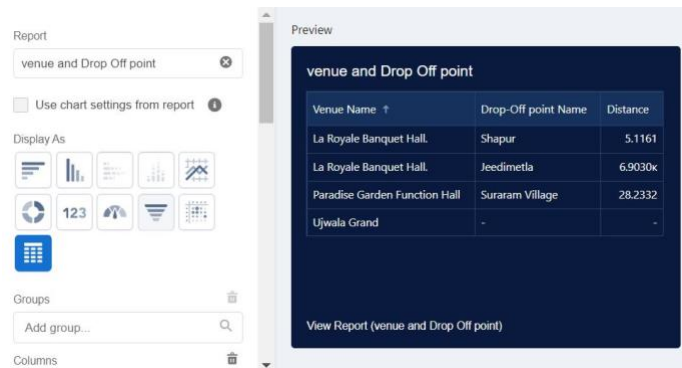 Report
venue and Drop Off point
Use chart settings from report
Display As
123
Groups
Add group...
Columns
Preview
venue and Drop Off point
Venue Name ↑ Drop-Off point Name Distance
La Royale Banquet Hall. Shapur 5.1161
La Royale Banquet Hall. Jeedimetla 6.9030ĸ
Paradise Garden Function Hall Suraram Village 28.2332
Ujwala Grand - -
View Report (venue and Drop Off point)